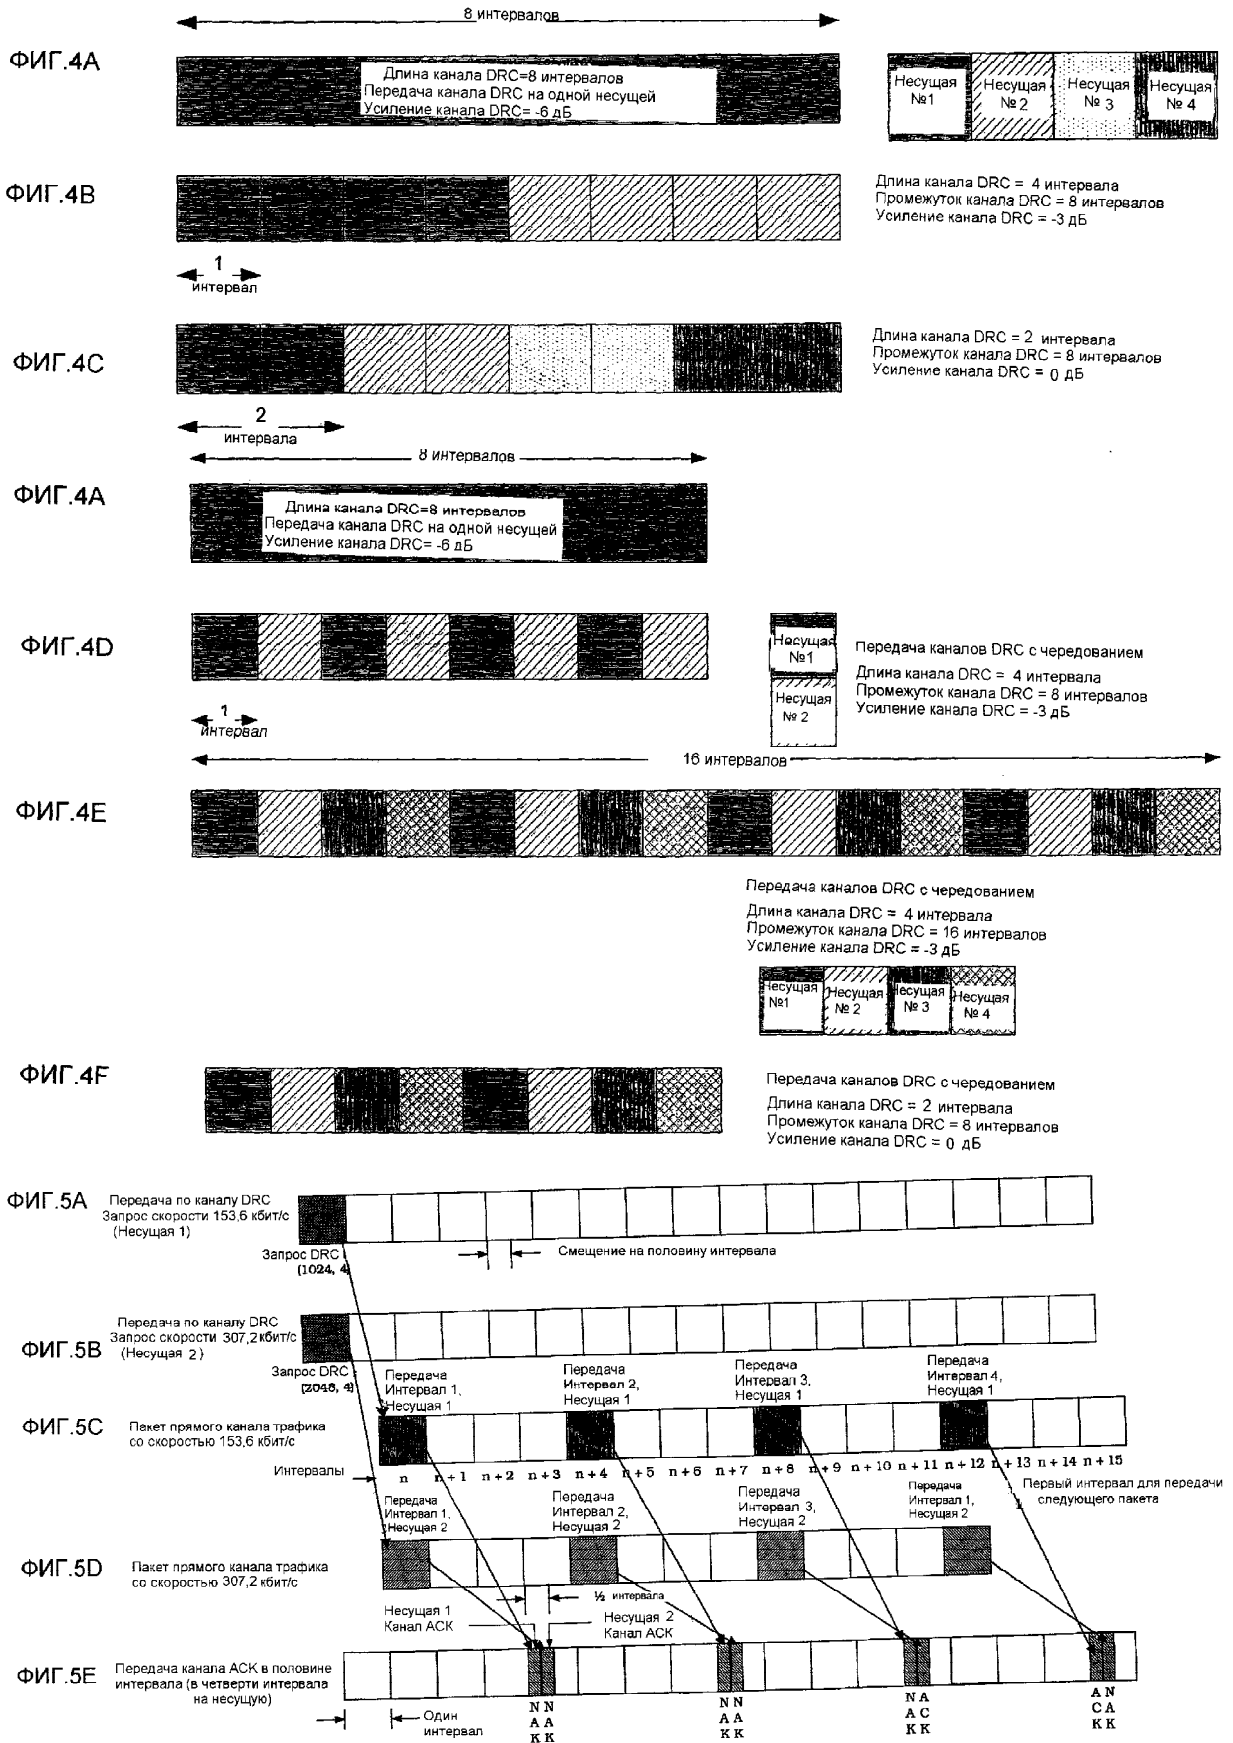 8 интервалов
ФИГ.4А
Длина канала DRC=8 интервалов
Передача канала DRC на одной несущей
Усиление канала DRC= -6 дБ
Несущая
№1
Несущая
№2
Несущая
№ 3
Несущая
№ 4
ФИГ.4В
Длина канала DRC = 4 интервала
Промежуток канала DRC = 8 интервалов
Усиление канала DRC = -3 дБ
1
интервал
ФИГ.4С
Длина канала DRC = 2 интервала
Промежуток канала DRC = 8 интервалов
Усиление канала DRC = 0 дБ
2
интервала
8 интервалов
ФИГ.4А
Длина канала DRC=8 интервалов
Передача канала DRC на одной несущей
Усиление канала DRC= -6 дБ
ФИГ.4D
Несущая
№1
Несущая
№ 2
Передача каналов DRC с чередованием
Длина канала DRC = 4 интервала
Промежуток канала DRC = 8 интервалов
Усиление канала DRC = -3 дБ
1
интервал
16 интервалов
ФИГ.4Е
Передача каналов DRC с чередованием
Длина канала DRC = 4 интервала
Промежуток канала DRC = 16 интервалов
Усиление канала DRC = -3 дБ
Несущая
№1
Несущая
№ 2
Несущая
№ 3
Несущая
№ 4
ФИГ.4F
Передача каналов DRC с чередованием
Длина канала DRC = 2 интервала
Промежуток канала DRC = 8 интервалов
Усиление канала DRC = 0 дБ
ФИГ.5А
Передача по каналу DRC
Запрос скорости 153,6 кбит/с
(Несущая 1)
Запрос DRC
(1024, 4)
Смещение на половину интервала
ФИГ.5В
Передача по каналу DRC
Запрос скорости 307,2 кбит/с
(Несущая 2)
Запрос DRC
(2048, 4)
Передача
Интервал 1,
Несущая 1
Передача
Интервал 2,
Несущая 1
Передача
Интервал 3,
Несущая 1
Передача
Интервал 4,
Несущая 1
ФИГ.5С
Пакет прямого канала трафика
со скоростью 153,6 кбит/с
Интервалы
n n + 1 n + 2 n + 3 n + 4 n + 5 n + 6 n + 7 n + 8 n + 9 n + 10 n + 11 n + 12 n + 13 n + 14 n + 15
Первый интервал для передачи
следующего пакета
Передача
Интервал 1,
Несущая 2
Передача
Интервал 2,
Несущая 2
Передача
Интервал 3,
Несущая 2
Передача
Интервал 1,
Несущая 2
ФИГ.5D
Пакет прямого канала трафика
со скоростью 307,2 кбит/с
½ интервала
Несущая 1
Канал АСК
Несущая 2
Канал АСК
ФИГ.5Е
Передача канала АСК в половине
интервала (в четверти интервала
на несущую)
Один
интервал
NAK NAK
NAK NAK
NAK ACK
ACK NAK